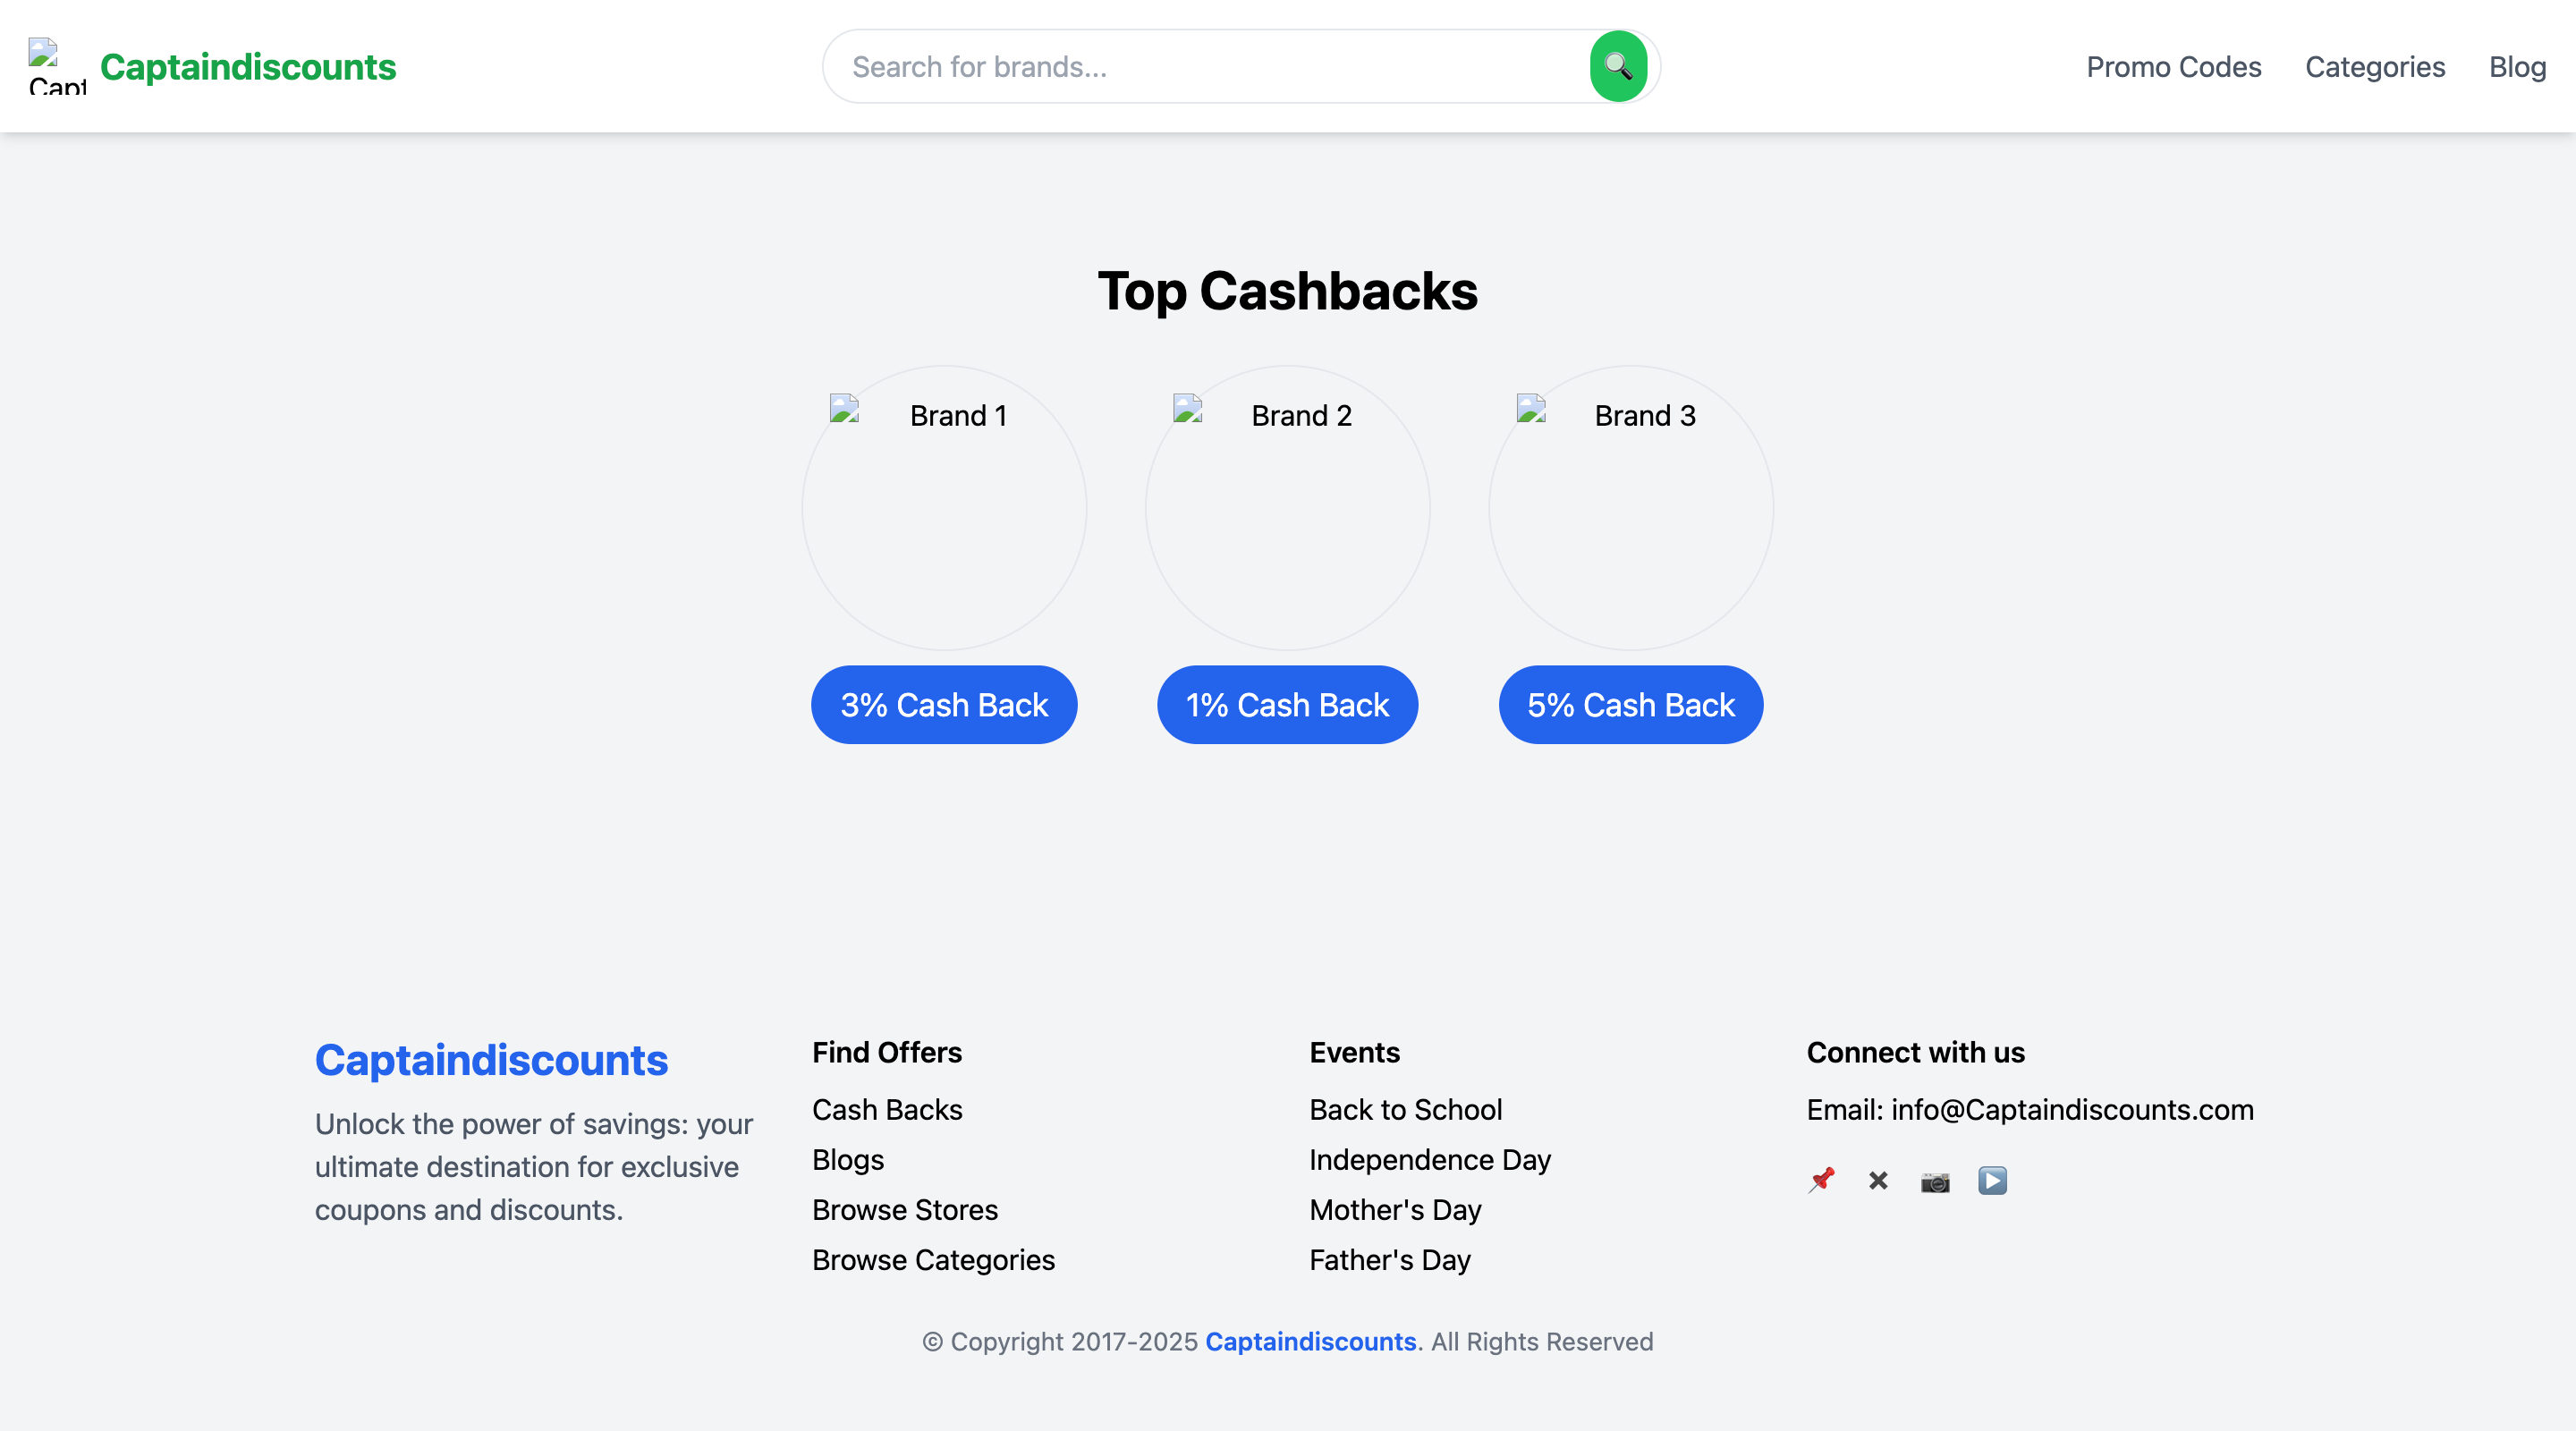 Capt
Captaindiscounts
Search for brands...
Promo Codes
Categories
Blog
Top Cashbacks
Brand 1
Brand 2
Brand 3
3% Cash Back
1% Cash Back
5% Cash Back
Captaindiscounts
Unlock the power of savings: your
ultimate destination for exclusive
coupons and discounts.
Find Offers
Cash Backs
Blogs
Browse Stores
Browse Categories
Events
Back to School
Independence Day
Mother's Day
Father's Day
Connect with us
Email: info@Captaindiscounts.com
© Copyright 2017-2025 Captaindiscounts. All Rights Reserved